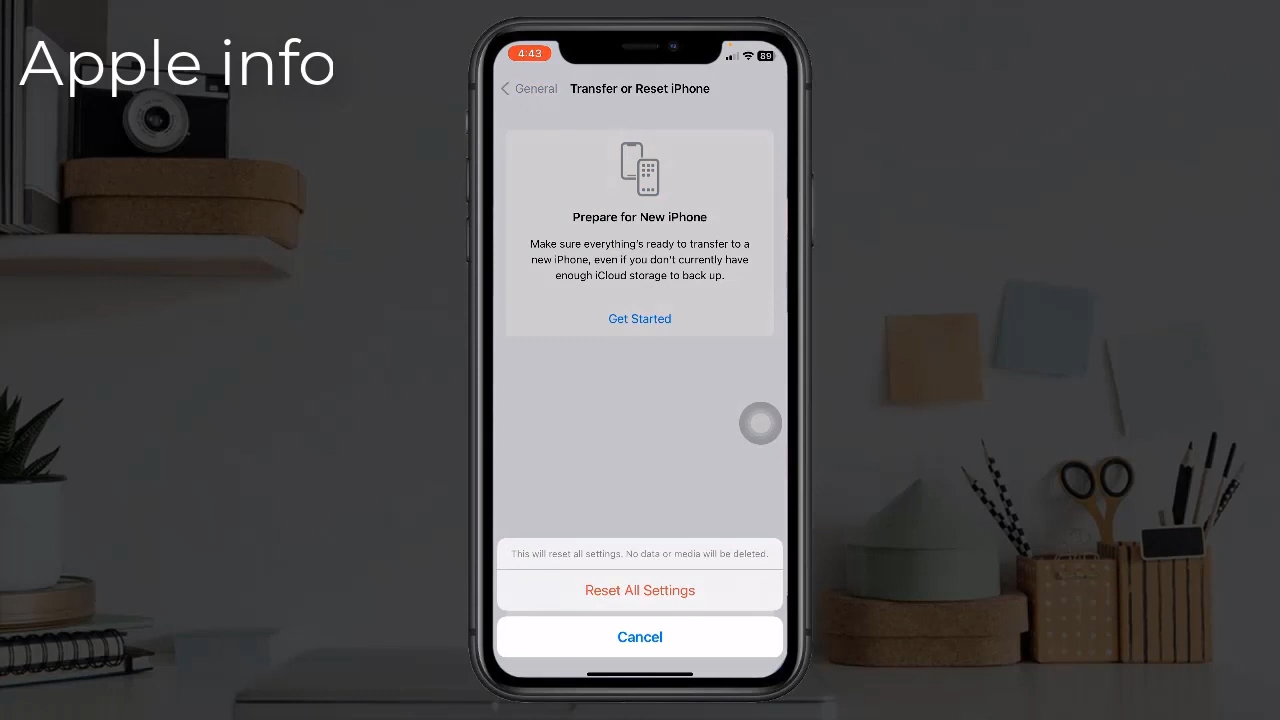 Apple info
4:43
89
General
Transfer or Reset iPhone
Prepare for New iPhone
Make sure everything's ready to transfer to a
new iPhone, even if you don't currently have
enough iCloud storage to back up.
Get Started
This will reset all settings. No data or media will be deleted.
Reset All Settings
Cancel